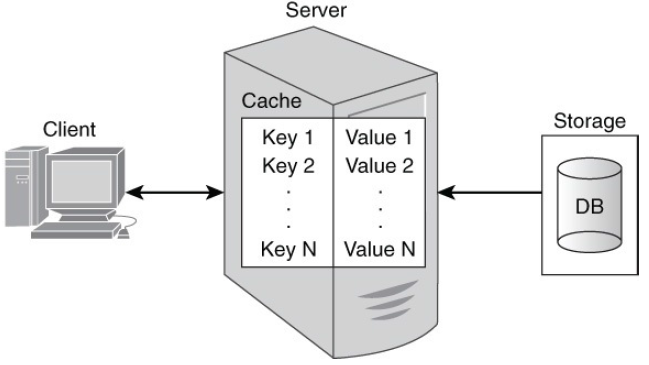 Server
Cache
Client
Storage
Key 1 Value 1
Key 2 Value 2
. .
. .
. .
Key N Value N
DB